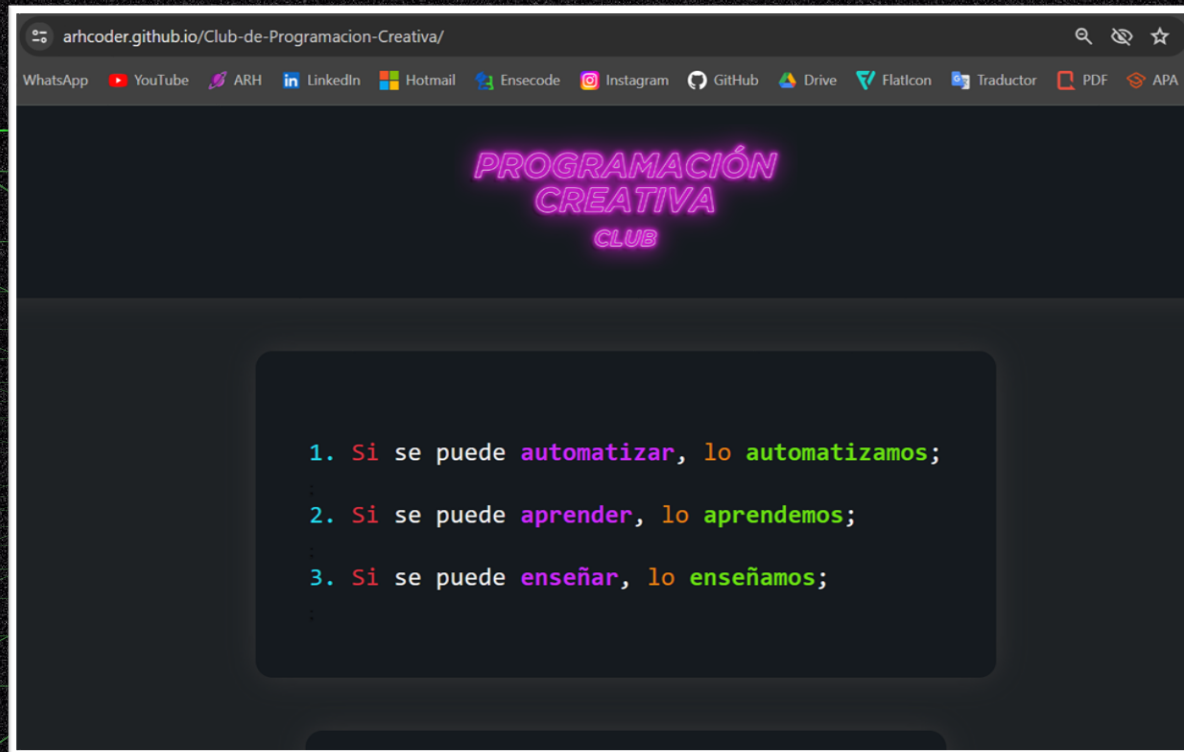 arhcoder.github.io/Club-de-Programacion-Creativa/
WhatsApp YouTube ARH LinkedIn Hotmail Ensecode Instagram GitHub Drive FlatIcon Traductor PDF APA
PROGRAMACIÓN
CREATIVA
CLUB
1. Si se puede automatizar, lo automatizamos;
2. Si se puede aprender, lo aprendemos;
3. Si se puede enseñar, lo enseñamos;